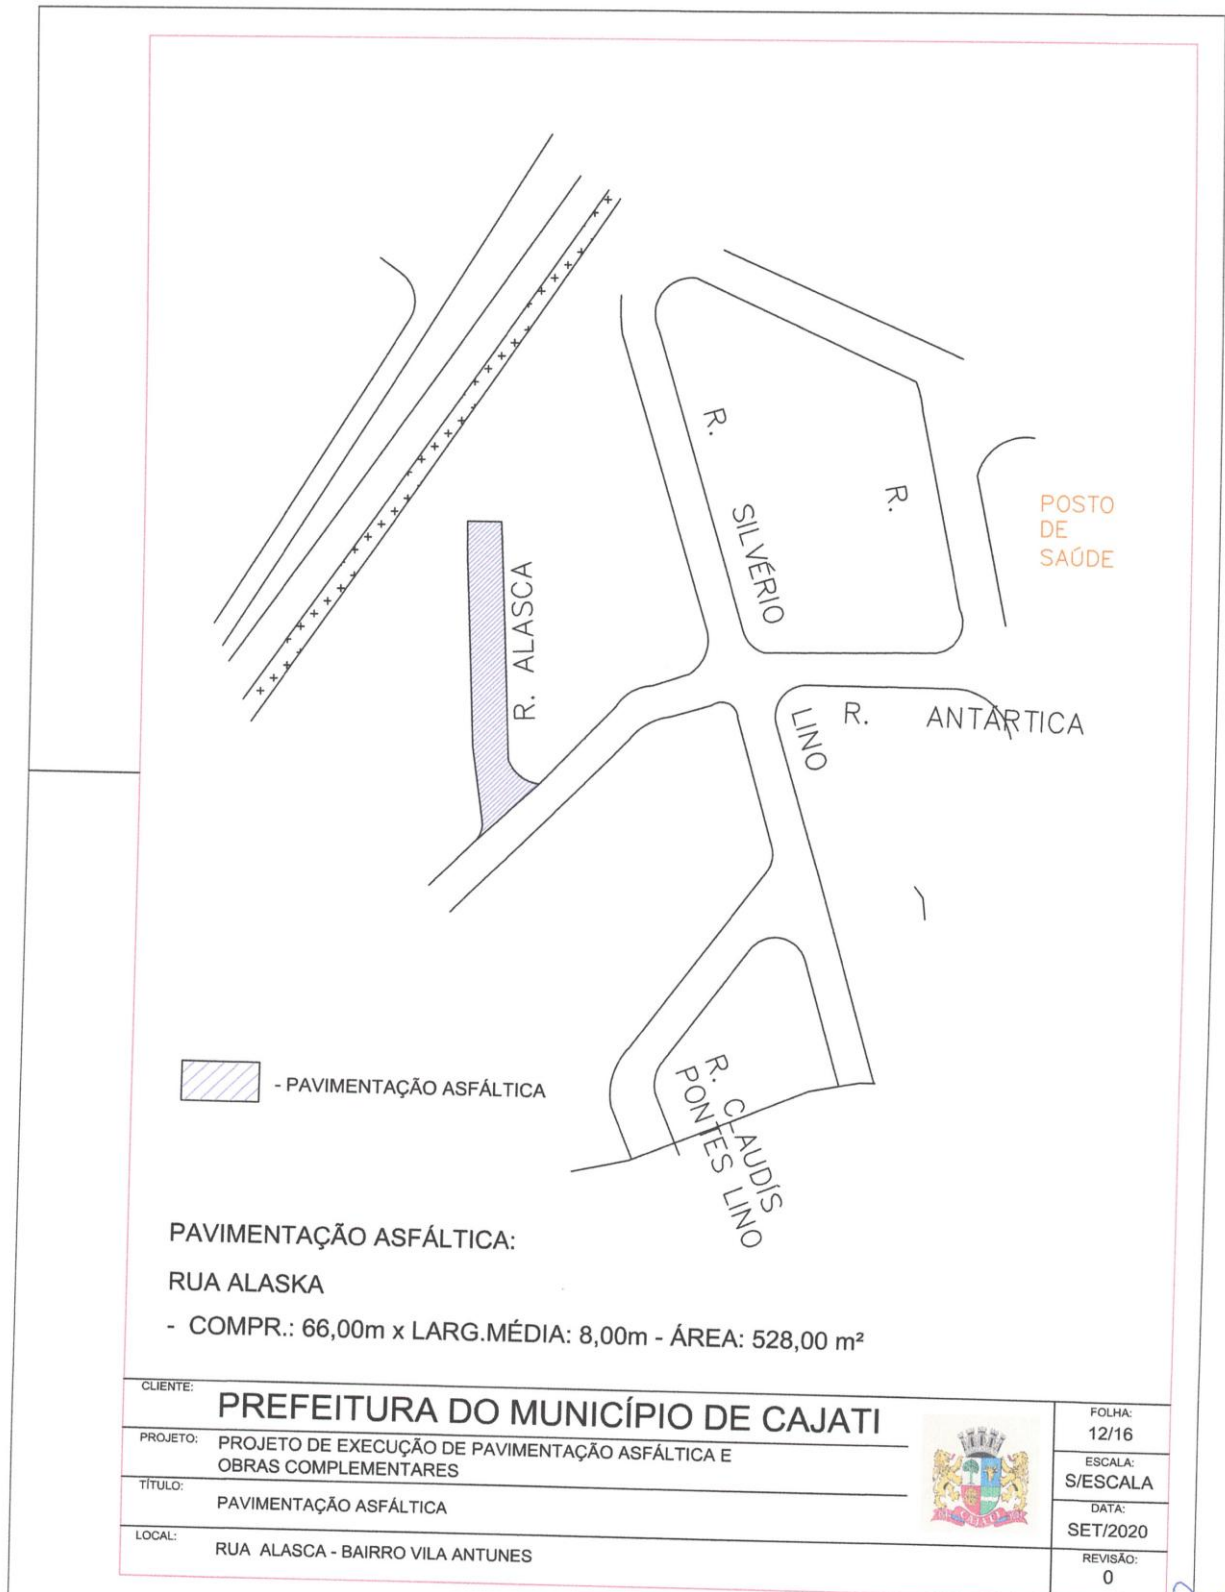 R.
SILVÉRIO
LINO
R.
POSTO
DE
SAÚDE
R. ALASCA
R. ANTÁRTICA
R. CLAUDÍS
PONTES LINO
- PAVIMENTAÇÃO ASFÁLTICA
PAVIMENTAÇÃO ASFÁLTICA:
RUA ALASKA
- COMPR.: 66,00m x LARG.MÉDIA: 8,00m - ÁREA: 528,00 m²
CLIENTE: PREFEITURA DO MUNICÍPIO DE CAJATI
PROJETO: PROJETO DE EXECUÇÃO DE PAVIMENTAÇÃO ASFÁLTICA E
OBRAS COMPLEMENTARES
TÍTULO: PAVIMENTAÇÃO ASFÁLTICA
LOCAL: RUA ALASCA - BAIRRO VILA ANTUNES
CAJATI
FOLHA:
12/16
ESCALA:
S/ESCALA
DATA:
SET/2020
REVISÃO:
0